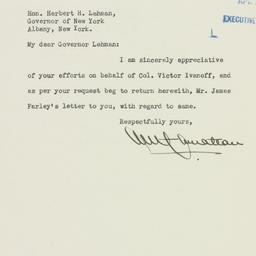 Hon. Herbert H. Lehman,
Governor of New York
Albany, New York.
EXECUTIVE
My dear Governor Lehman:
I am sincerely appreciative
of your efforts on behalf of Col. Victor Ivanoff, and
as per your request beg to return herewith, Mr. James
Farley's letter to you, with regard to same.
Respectfully yours,